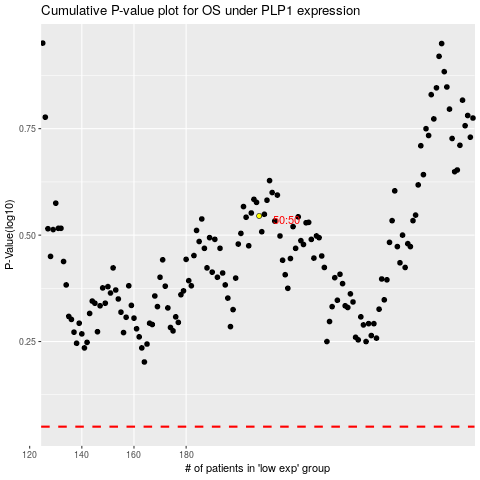 Cumulative P-value plot for OS under PLP1 expression
P-Value(log10)
0.75
0.50
0.25
50:50
120 140 160 180
# of patients in 'low exp' group